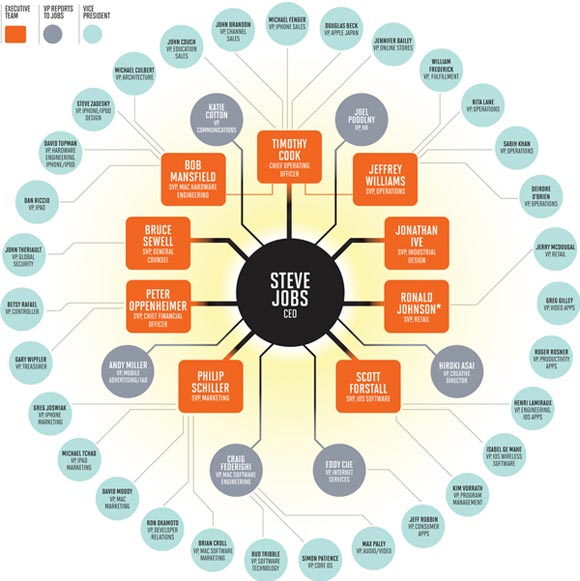 EXECUTIVE
TEAM
VP REPORTS
TO JOBS
VICE
PRESIDENT
MICHAEL FENGER
VP, IPHONE SALES
DOUGLAS BECK
VP, APPLE JAPAN
JOHN BRANDON
VP, CHANNEL
SALES
JENNIFER BAILEY
VP, ONLINE STORES
JOHN COUCH
VP, EDUCATION
SALES
WILLIAM
FREDERICK
VP, FULFILLMENT
MICHAEL CULBERT
VP, ARCHITECTURE
RITA LANE
VP, OPERATIONS
STEVE ZADESKY
VP, IPHONE/IPOD
DESIGN
KATIE
COTTON
VP,
COMMUNICATIONS
JOEL
PODOLNY
VP, HR
DAVID TUPMAN
VP, HARDWARE
ENGINEERING,
IPHONE/IPOD
TIMOTHY
COOK
CHIEF OPERATING
OFFICER
SABIH KHAN
VP, OPERATIONS
BOB
MANSFIELD
SVP, MAC HARDWARE
ENGINEERING
JEFFREY
WILLIAMS
SVP, OPERATIONS
DAN RICCIO
VP, IPAD
DEIRDRE
O'BRIEN
VP, OPERATIONS
BRUCE
SEWELL
SVP, GENERAL
COUNSEL
JONATHAN
IVE
SVP, INDUSTRIAL
DESIGN
JOHN THERIAULT
VP, GLOBAL
SECURITY
JERRY MCDOUGAL
VP, RETAIL
STEVE
JOBS
CEO
PETER
OPPENHEIMER
SVP, CHIEF FINANCIAL
OFFICER
RONALD
JOHNSON*
SVP, RETAIL
BETSY RAFAEL
VP, CONTROLLER
GREG GILLEY
VP, VIDEO APPS
GARY WIPFLER
VP, TREASURER
ANDY MILLER
VP, MOBILE
ADVERTISING/IAD
HIROKI ASAI
VP, CREATIVE
DIRECTOR
ROGER ROSNER
VP, PRODUCTIVITY
APPS
PHILIP
SCHILLER
SVP, MARKETING
SCOTT
FORSTALL
SVP, IOS SOFTWARE
GREG JOSWIAK
VP, IPHONE
MARKETING
HENRI LAMIRAUX
VP, ENGINEERING,
IOS APPS
MICHAEL TCHAO
VP, IPAD
MARKETING
ISABEL GE MAHE
VP, IOS WIRELESS
SOFTWARE
CRAIG
FEDERIGHI
VP, MAC SOFTWARE
ENGINEERING
EDDY CUE
VP, INTERNET
SERVICES
DAVID MOODY
VP, MAC
MARKETING
KIM VORRATH
VP, PROGRAM
MANAGEMENT
RON OKAMOTO
VP, DEVELOPER
RELATIONS
JEFF ROBBIN
VP, CONSUMER
APPS
BRIAN CROLL
VP, MAC SOFTWARE
MARKETING
MAX PALEY
VP, AUDIO/VIDEO
BUD TRIBBLE
VP, SOFTWARE
TECHNOLOGY
SIMON PATIENCE
VP, CORE OS